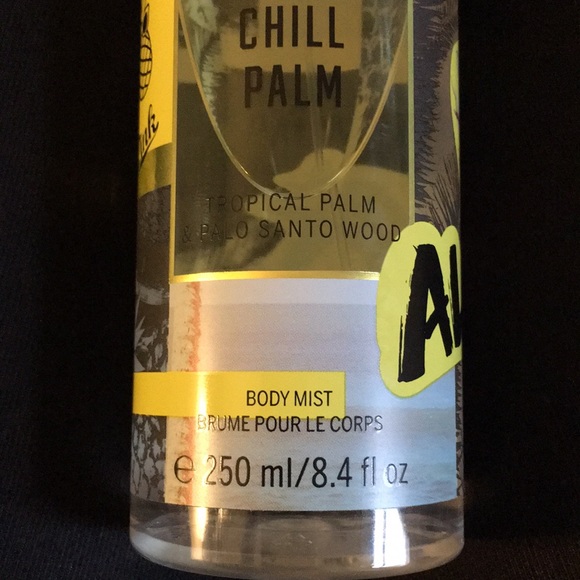 CHILL
PALM
TROPICAL PALM
& PALO SANTO WOOD
BODY MIST
BRUME POUR LE CORPS
℮ 250 ml/8.4 fl oz